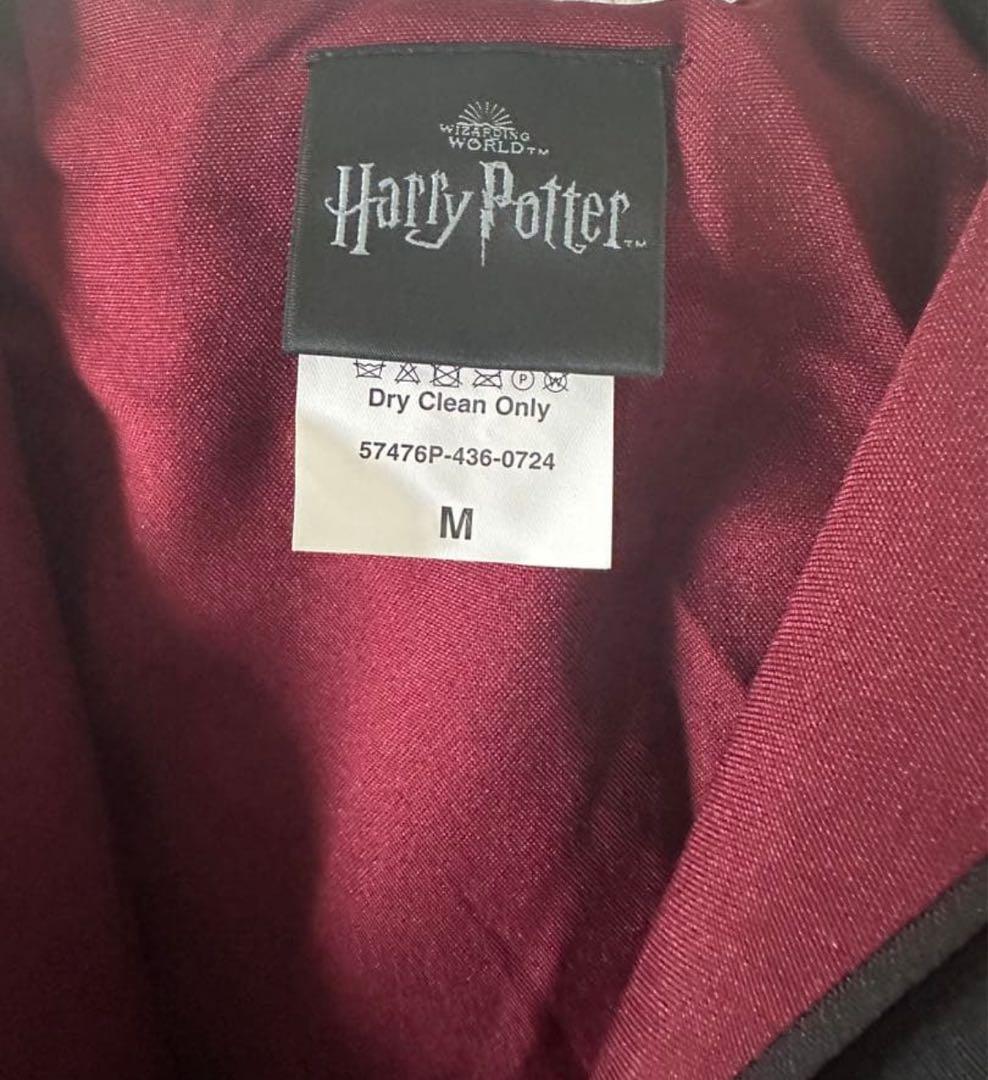 WIZARDING
WORLD™
Harry Potter™
P W
Dry Clean Only
57476P-436-0724
M